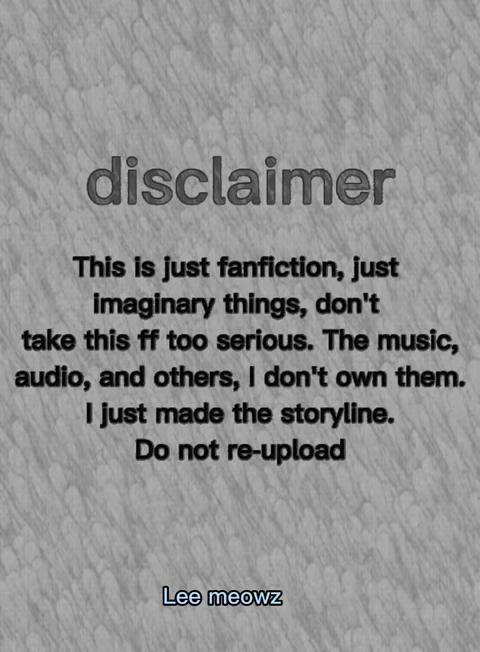 disclaimer
This is just fanfiction, just
imaginary things, don't
take this ff too serious. The music,
audio, and others, I don't own them.
I just made the storyline.
Do not re-upload
Lee meowz